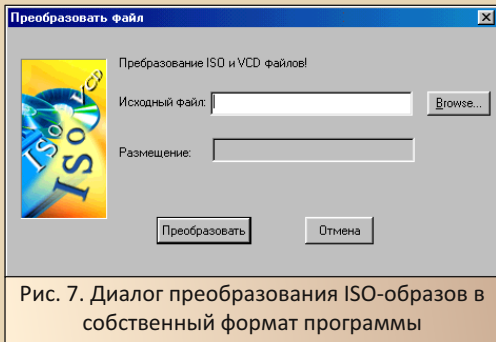 Преобразовать файл
Пребразование ISO и VCD файлов!
Исходный файл:
Browse...
Размещение:
Преобразовать
Отмена
ISO VCD
ISO
ISO
Рис. 7. Диалог преобразования ISO-образов в
собственный формат программы